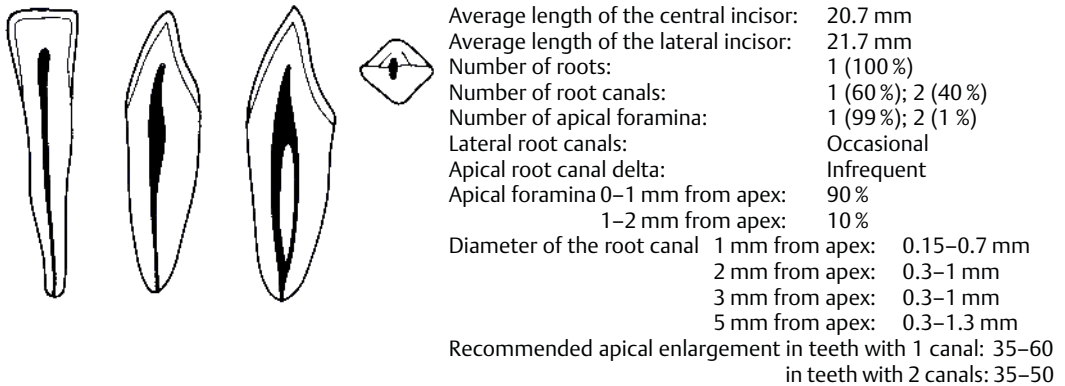 Average length of the central incisor: 20.7 mm
Average length of the lateral incisor: 21.7 mm
Number of roots: 1 (100 %)
Number of root canals: 1 (60 %); 2 (40 %)
Number of apical foramina: 1 (99 %); 2 (1 %)
Lateral root canals: Occasional
Apical root canal delta: Infrequent
Apical foramina 0–1 mm from apex: 90 %
1–2 mm from apex: 10 %
Diameter of the root canal 1 mm from apex: 0.15–0.7 mm
2 mm from apex: 0.3–1 mm
3 mm from apex: 0.3–1 mm
5 mm from apex: 0.3–1.3 mm
Recommended apical enlargement in teeth with 1 canal: 35–60
in teeth with 2 canals: 35–50